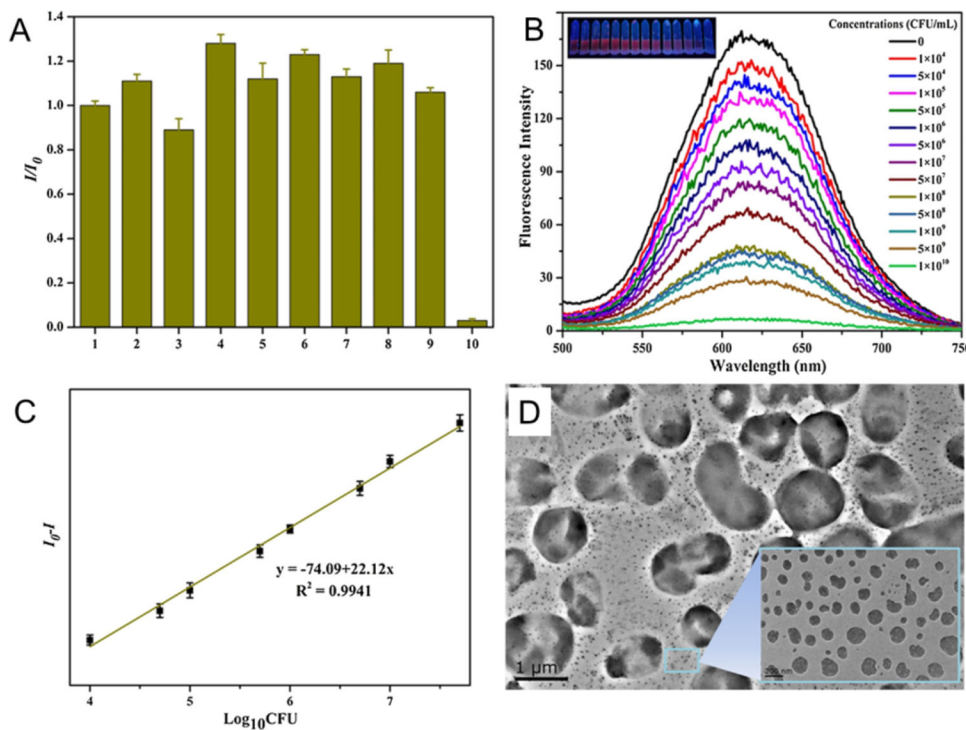 A
1.4
1.2
1.0
0.8
0.6
0.4
0.2
0.0
I/I0
1 2 3 4 5 6 7 8 9 10
B
Concentrations (CFU/mL)
0
1×10⁴
5×10⁴
1×10⁵
5×10⁵
1×10⁶
5×10⁶
1×10⁷
5×10⁷
1×10⁸
5×10⁸
1×10⁹
5×10⁹
1×10¹⁰
150
120
90
60
30
0
Fluorescence Intensity
500 550 600 650 700 750
Wavelength (nm)
C
I₀-I
y = -74.09+22.12x
R² = 0.9941
4 5 6 7
Log₁₀CFU
D
1 μm